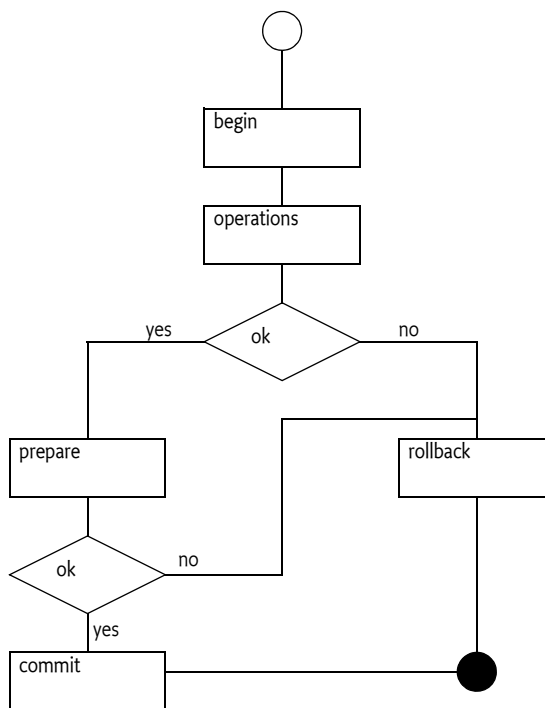 begin
operations
yes
ok
no
prepare
rollback
ok
no
yes
commit